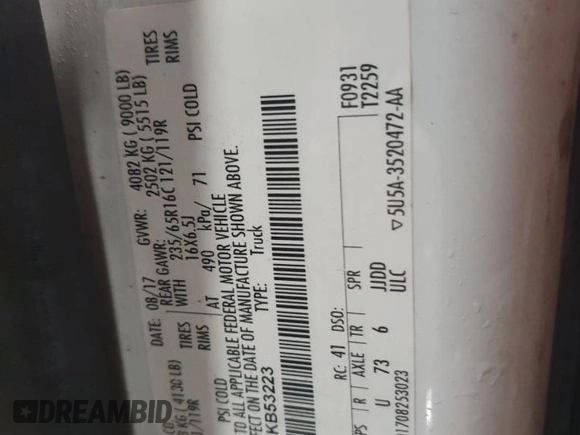 DATE: 08/17 GVWR: 4082 KG ( 9000 LB)
REAR GAWR: 2502 KG ( 5515 LB)
KG ( 4130 LB) WITH 235/65R16C 121/119R TIRES
/119R TIRES 16X6.5J RIMS
RIMS AT 490 kPa/ 71 PSI COLD
PSI COLD
TO ALL APPLICABLE FEDERAL MOTOR VEHICLE
EFFECT ON THE DATE OF MANUFACTURE SHOWN ABOVE.
KB53223 TYPE: Truck
F0931
T2259
RC: 41 DSO:
PS R AXLE TR SPR
U 73 6 JJDD
1708253023 ULC
▽5U5A-3520472-AA
DREAMBID